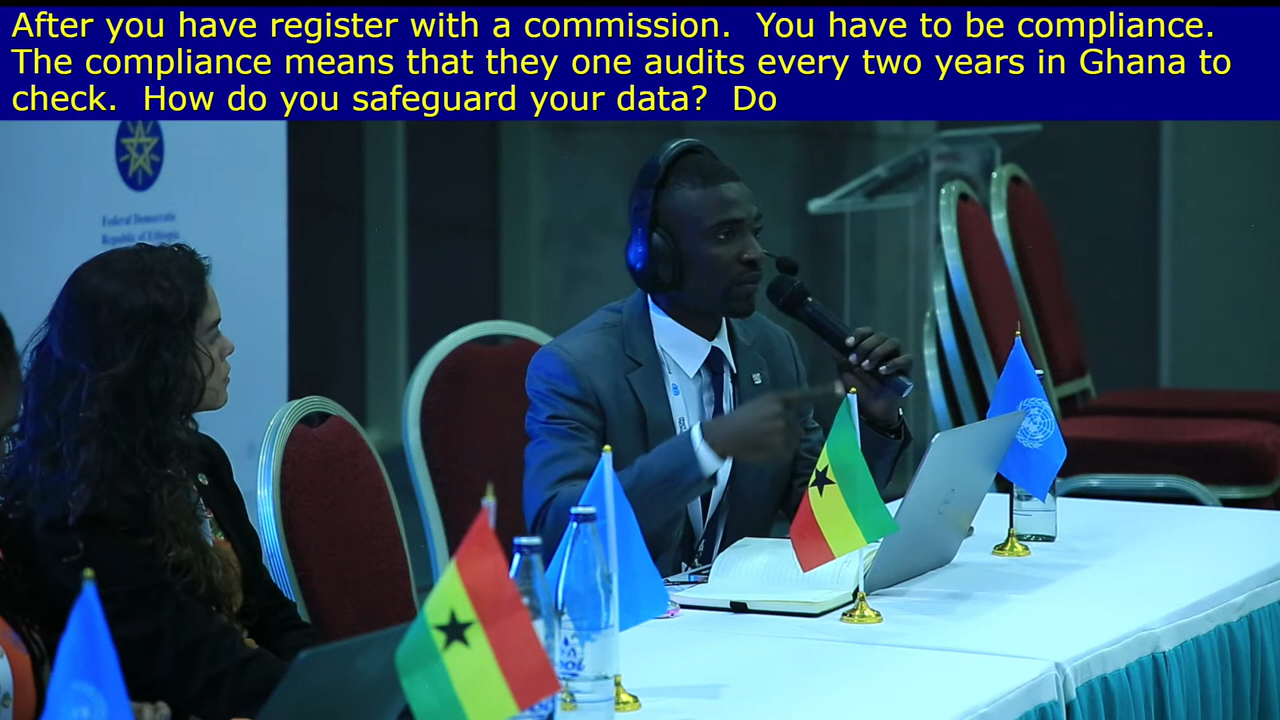 After you have register with a commission.  You have to be compliance.
The compliance means that they one audits every two years in Ghana to
check.  How do you safeguard your data?  Do
Federal Democratic
Republic of Ethiopia